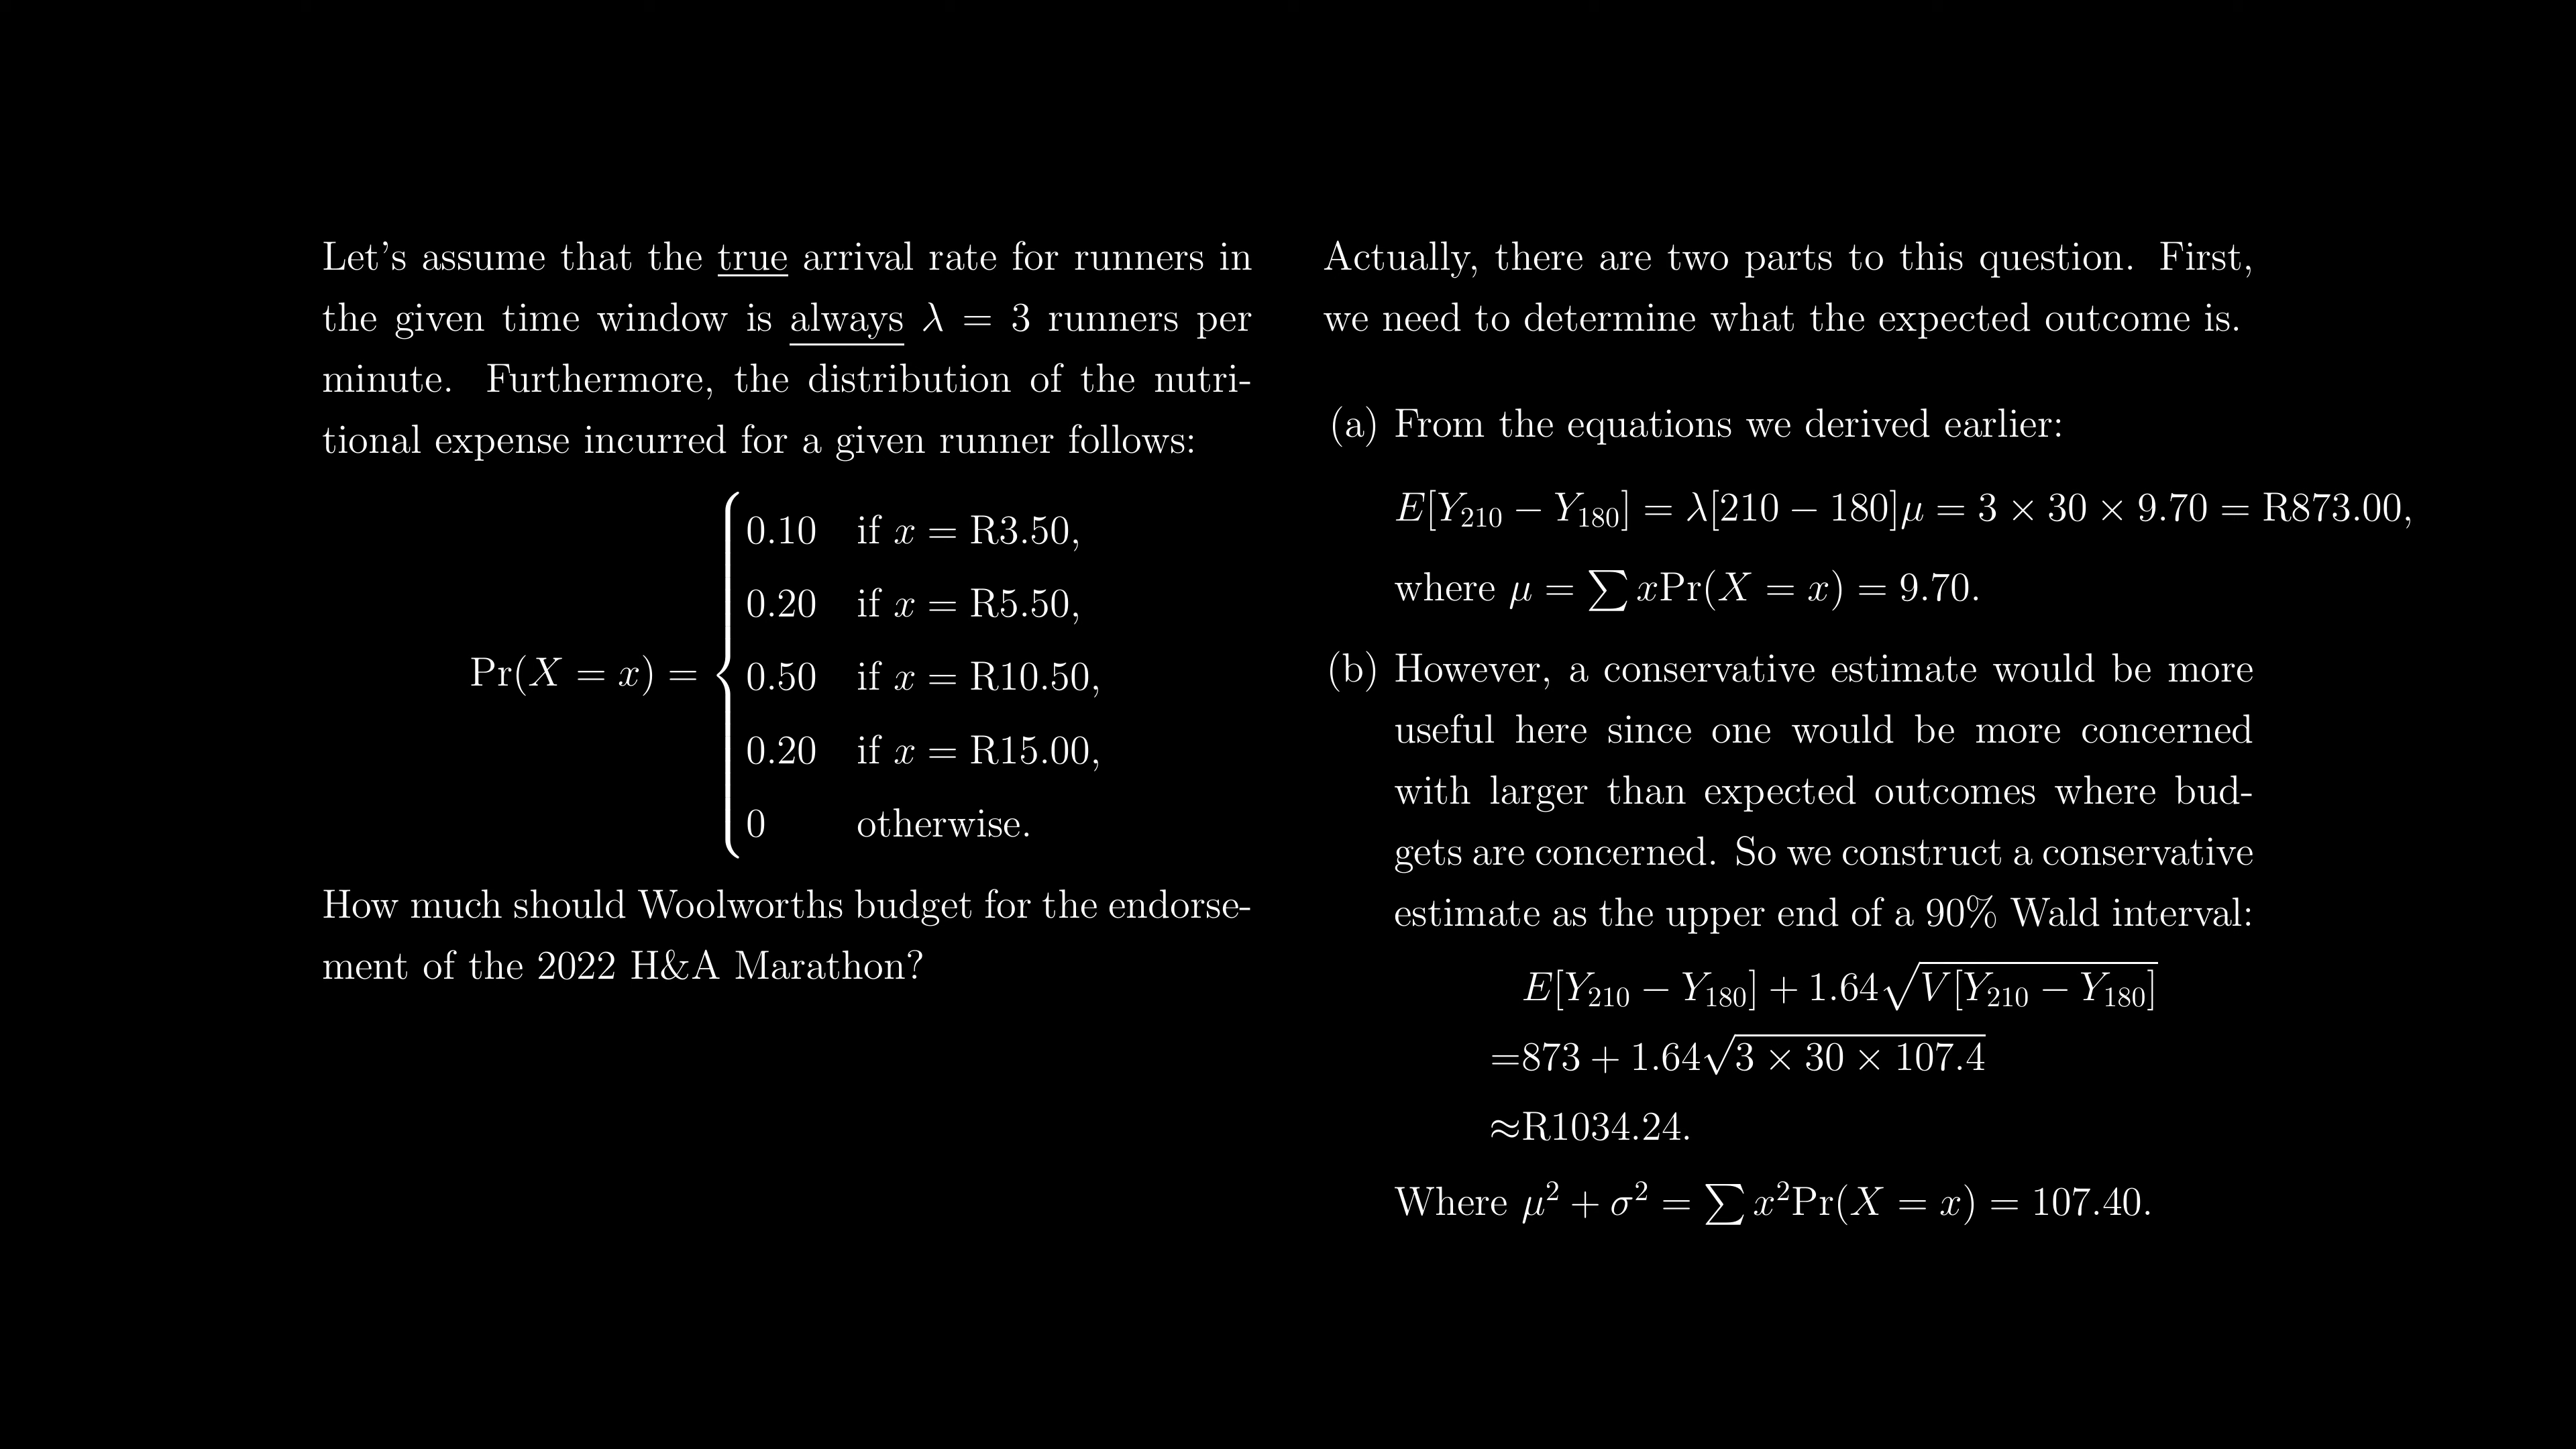 Let's assume that the true arrival rate for runners in
the given time window is always λ = 3 runners per
minute. Furthermore, the distribution of the nutri-
tional expense incurred for a given runner follows:
Pr(X = x) =
0.10 if x = R3.50,
0.20 if x = R5.50,
0.50 if x = R10.50,
0.20 if x = R15.00,
0 otherwise.
How much should Woolworths budget for the endorse-
ment of the 2022 H&A Marathon?
Actually, there are two parts to this question. First,
we need to determine what the expected outcome is.
(a) From the equations we derived earlier:
E[Y₂₁₀ − Y₁₈₀] = λ[210 − 180]μ = 3 × 30 × 9.70 = R873.00,
where μ = ∑ xPr(X = x) = 9.70.
(b) However, a conservative estimate would be more
useful here since one would be more concerned
with larger than expected outcomes where bud-
gets are concerned. So we construct a conservative
estimate as the upper end of a 90% Wald interval:
E[Y₂₁₀ − Y₁₈₀] + 1.64√V[Y₂₁₀ − Y₁₈₀]
=873 + 1.64√3 × 30 × 107.4
≈R1034.24.
Where μ² + σ² = ∑ x²Pr(X = x) = 107.40.